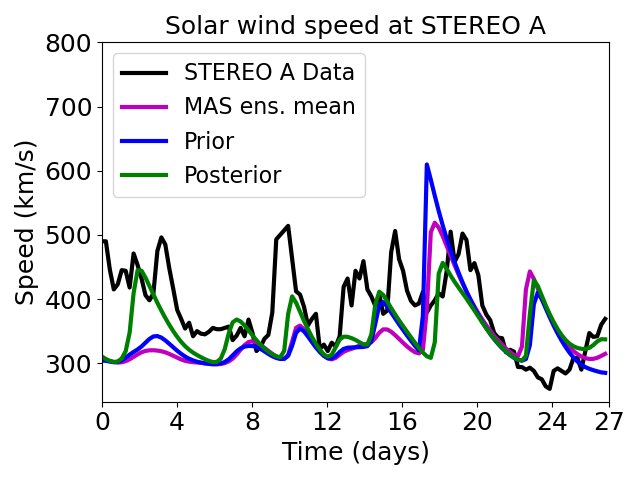 Solar wind speed at STEREO A
STEREO A Data
MAS ens. mean
Prior
Posterior
Speed (km/s)
800
700
600
500
400
300
0 4 8 12 16 20 24 27
Time (days)